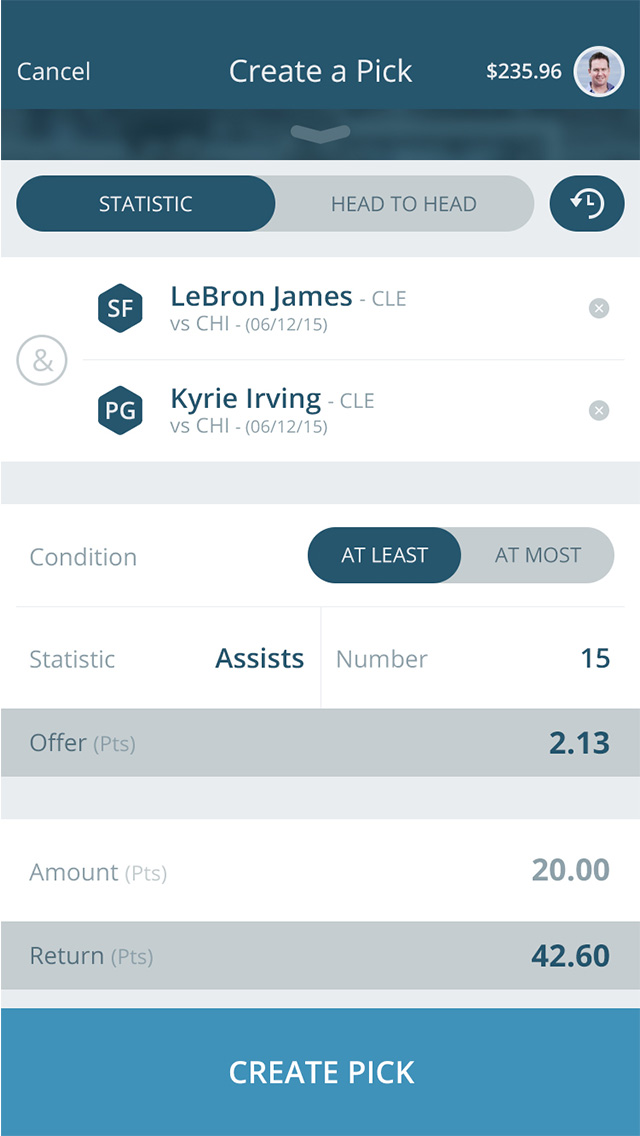 Cancel Create a Pick $235.96
STATISTIC HEAD TO HEAD
SF LeBron James - CLE
vs CHI - (06/12/15)
&
PG Kyrie Irving - CLE
vs CHI - (06/12/15)
Condition AT LEAST AT MOST
Statistic Assists Number 15
Offer (Pts) 2.13
Amount (Pts) 20.00
Return (Pts) 42.60
CREATE PICK